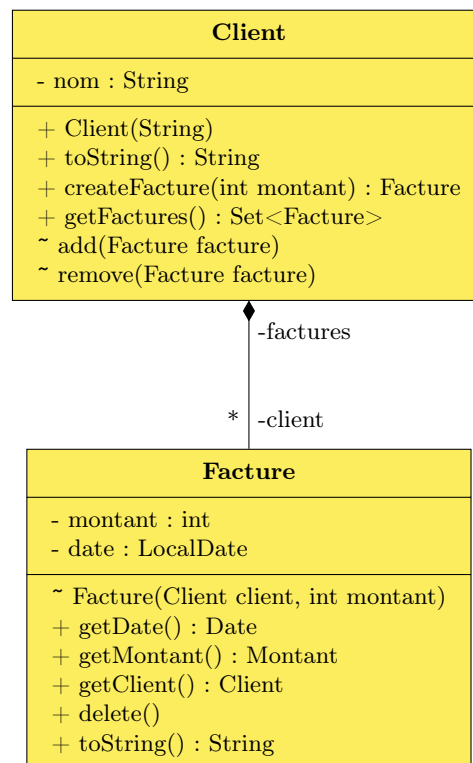 Client
- nom : String
+ Client(String)
+ toString() : String
+ createFacture(int montant) : Facture
+ getFactures() : Set<Facture>
~ add(Facture facture)
~ remove(Facture facture)
-factures
* -client
Facture
- montant : int
- date : LocalDate
~ Facture(Client client, int montant)
+ getDate() : Date
+ getMontant() : Montant
+ getClient() : Client
+ delete()
+ toString() : String